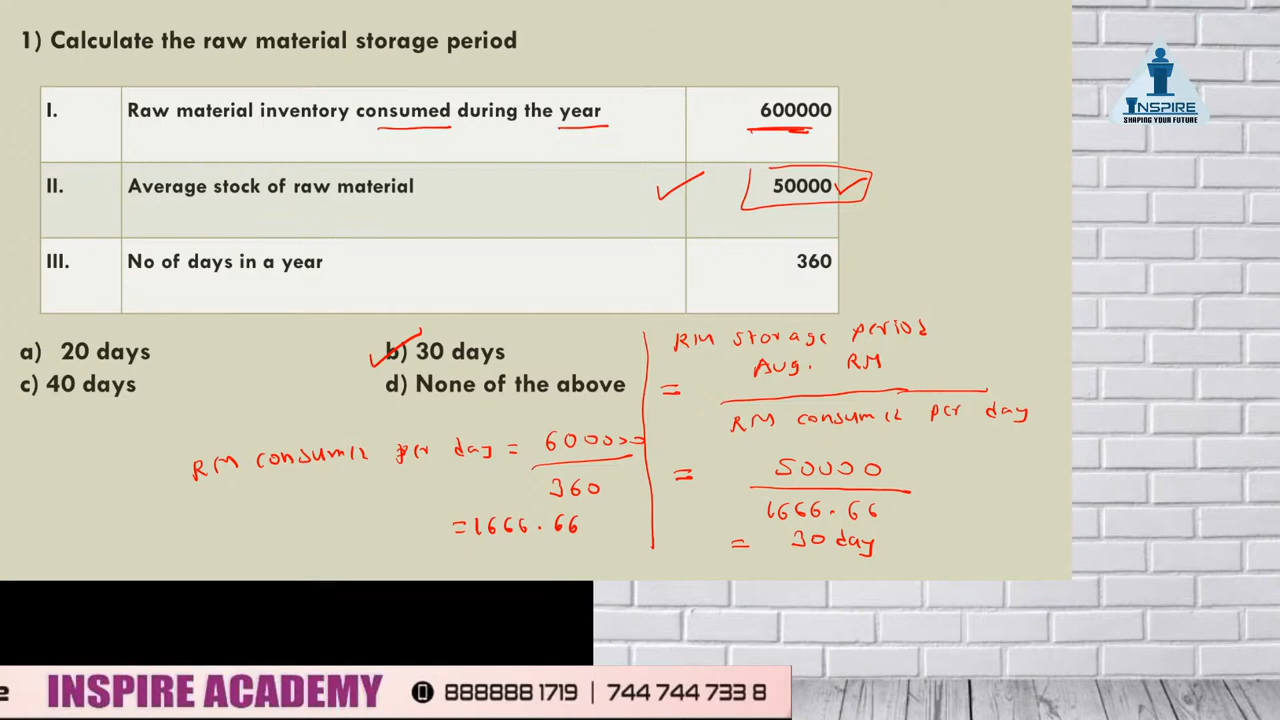 1) Calculate the raw material storage period
INSPIRE
SHAPING YOUR FUTURE
I. Raw material inventory consumed during the year 600000
II. Average stock of raw material 50000
III. No of days in a year 360
a) 20 days
b) 30 days
c) 40 days
d) None of the above
RM consumed per day = 600000
360
=1666.66
RM storage period
= Avg. RM
RM consumed per day
= 50000
1666.66
= 30 day
e INSPIRE ACADEMY 888888 1719 | 744 744 733 8